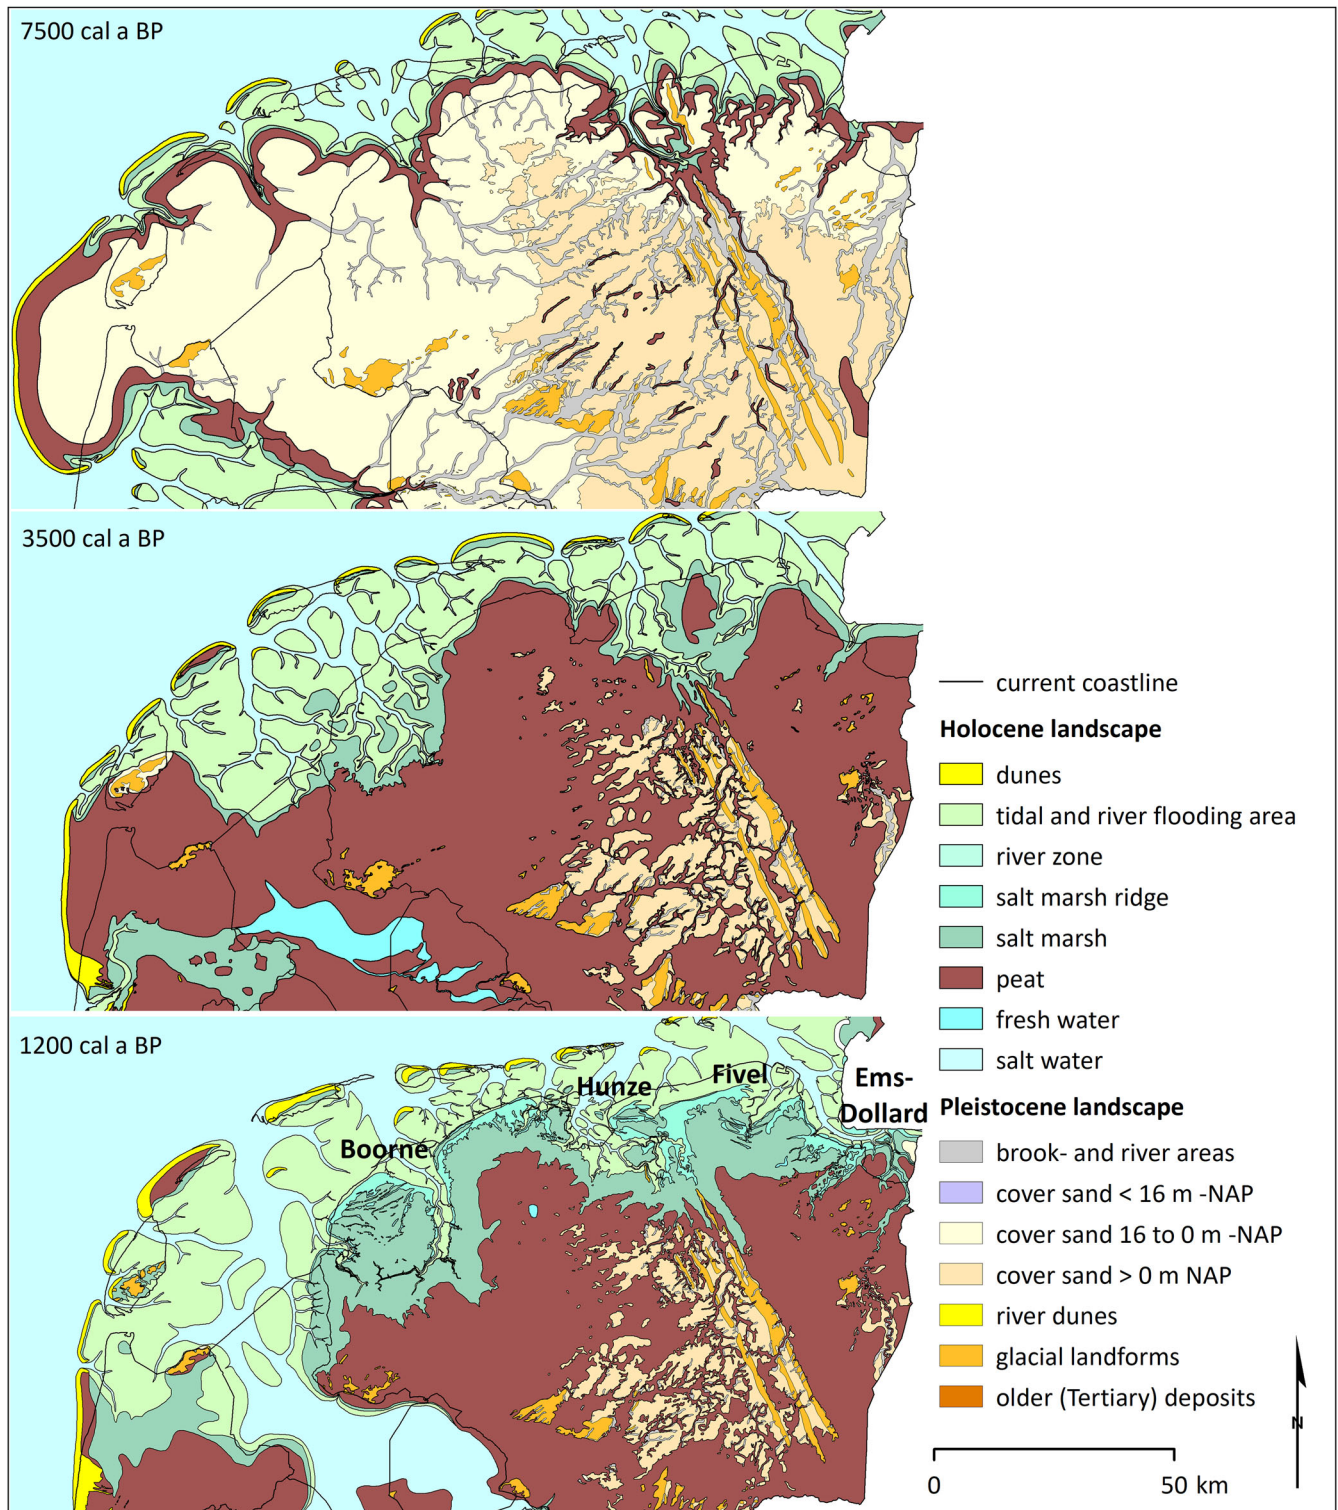 7500 cal a BP
3500 cal a BP
1200 cal a BP
Boorne
Hunze
Fivel
Ems-
Dollard
current coastline
Holocene landscape
dunes
tidal and river flooding area
river zone
salt marsh ridge
salt marsh
peat
fresh water
salt water
Pleistocene landscape
brook- and river areas
cover sand < 16 m -NAP
cover sand 16 to 0 m -NAP
cover sand > 0 m NAP
river dunes
glacial landforms
older (Tertiary) deposits
N
0 50 km